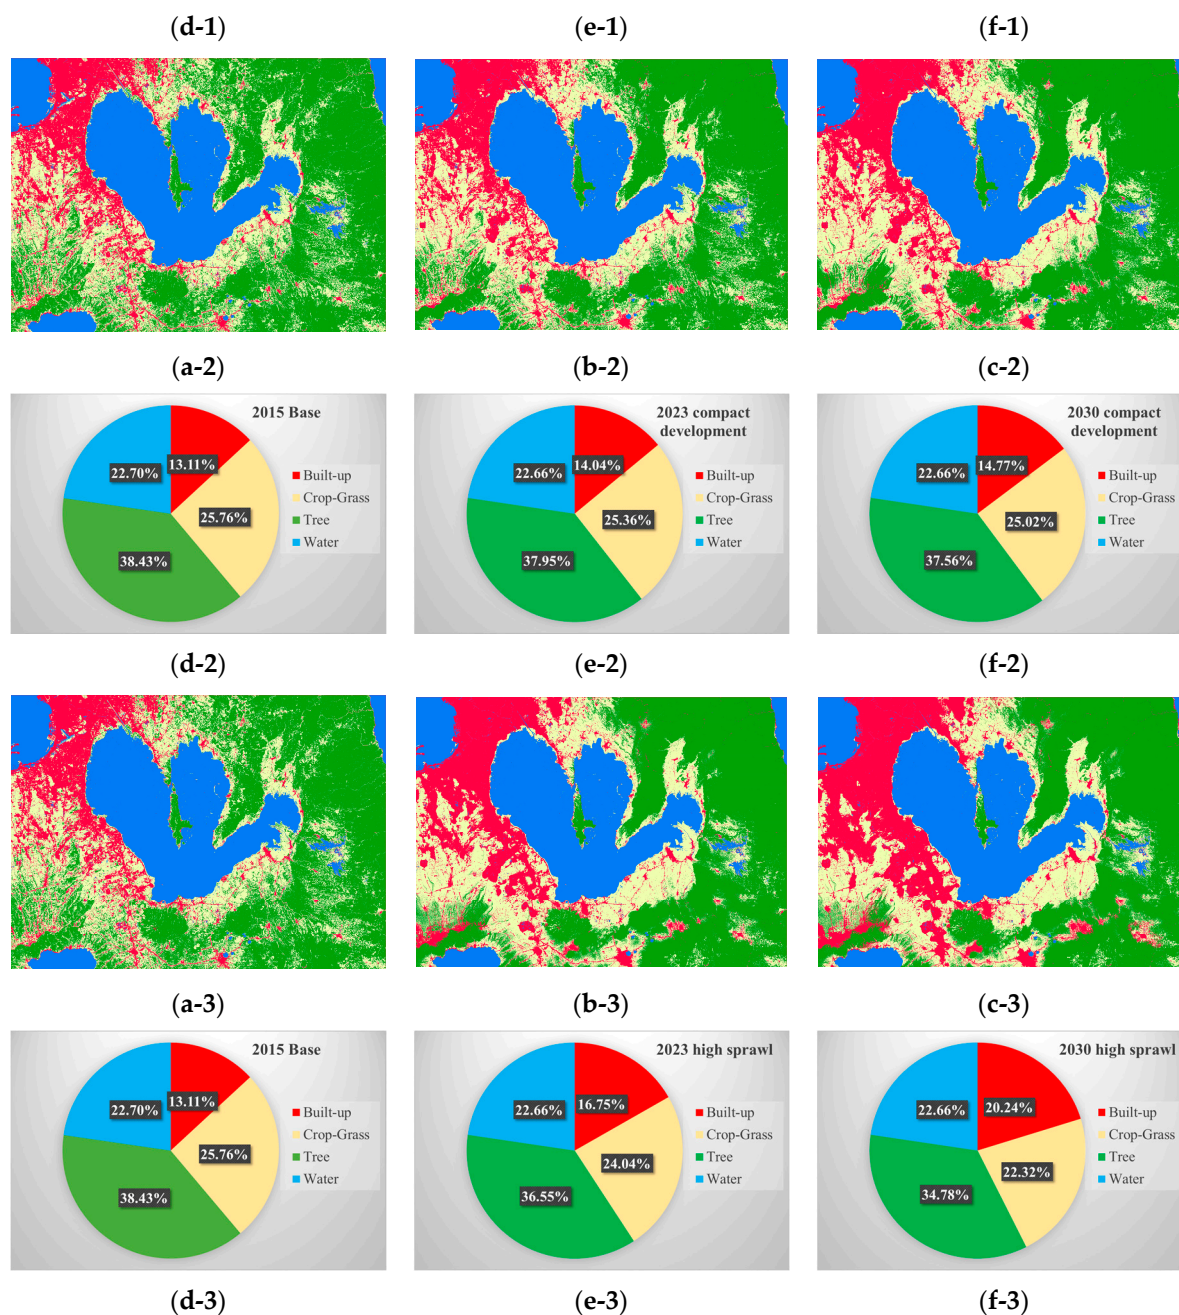 (d-1) (e-1) (f-1)
(a-2) (b-2) (c-2)
2015 Base
22.70%
13.11%
25.76%
38.43%
Built-up
Crop-Grass
Tree
Water
2023 compact
development
22.66%
14.04%
25.36%
37.95%
Built-up
Crop-Grass
Tree
Water
2030 compact
development
22.66%
14.77%
25.02%
37.56%
Built-up
Crop-Grass
Tree
Water
(d-2) (e-2) (f-2)
(a-3) (b-3) (c-3)
2015 Base
22.70%
13.11%
25.76%
38.43%
Built-up
Crop-Grass
Tree
Water
2023 high sprawl
22.66%
16.75%
24.04%
36.55%
Built-up
Crop-Grass
Tree
Water
2030 high sprawl
22.66%
20.24%
22.32%
34.78%
Built-up
Crop-Grass
Tree
Water
(d-3) (e-3) (f-3)